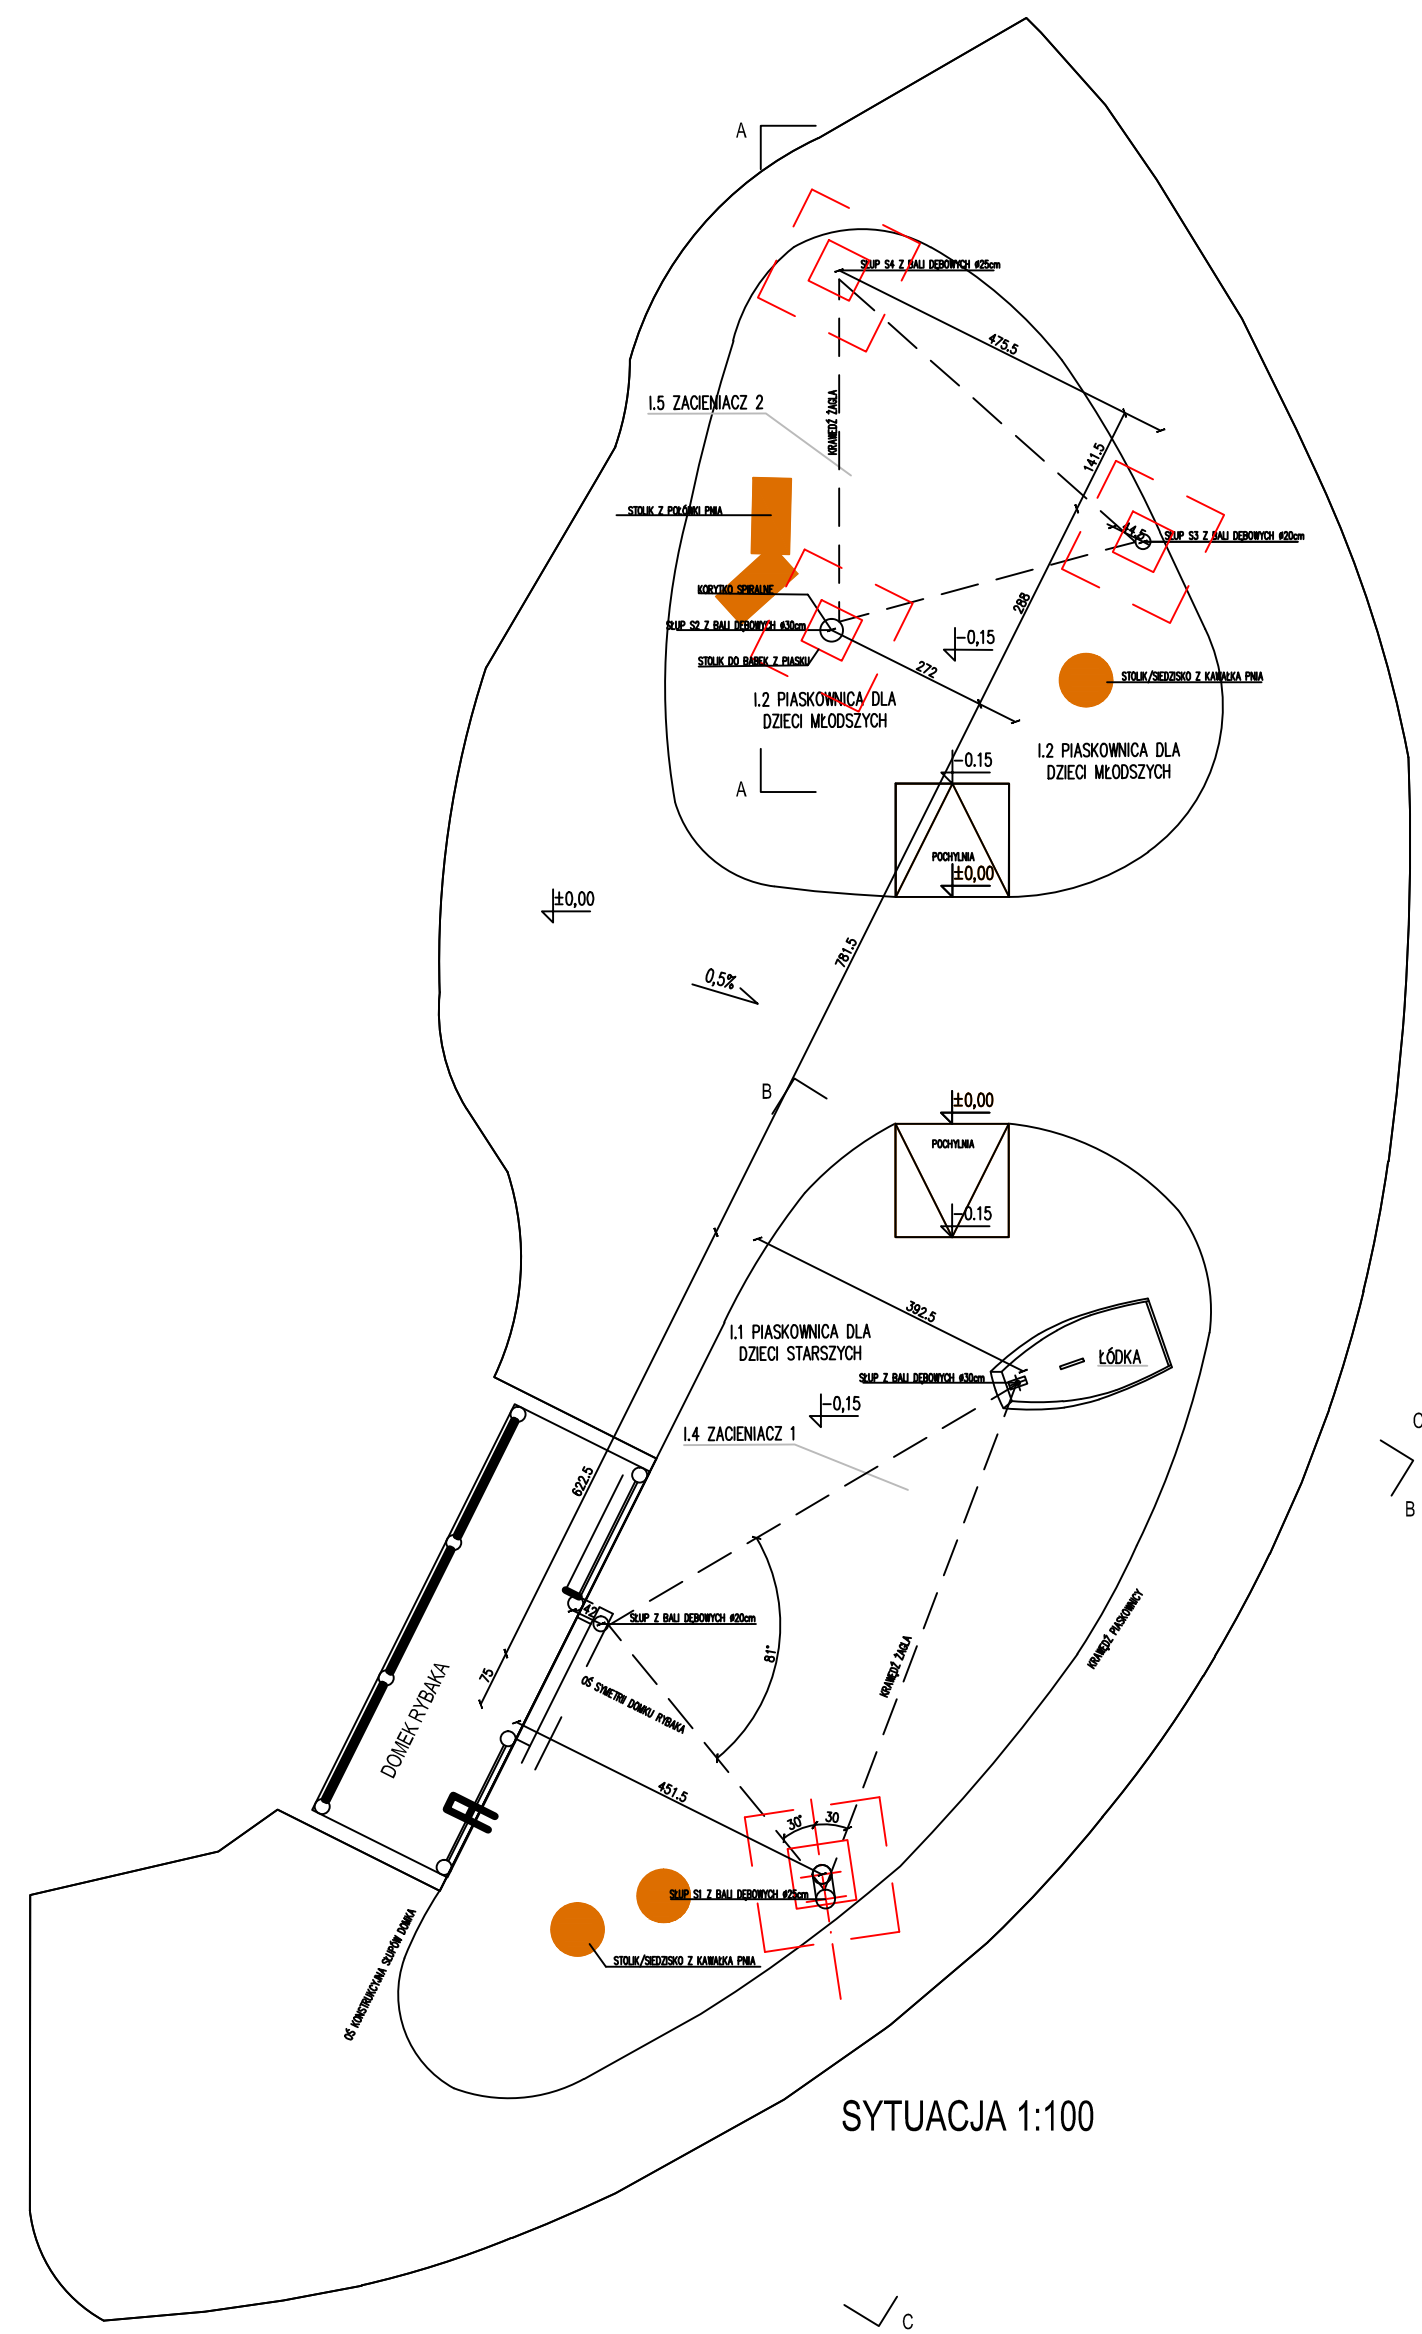 A
SŁUP S4 Z BALI DĘBOWYCH ø25cm
475.5
I.5 ZACIENIACZ 2
KRAWĘDŹ ŻAGLA
141.5
STOLIK Z POŁÓWKI PNIA
44.5
SŁUP S3 Z BALI DĘBOWYCH ø20cm
KORYTKO SPIRALNE
288
SŁUP S2 Z BALI DĘBOWYCH ø30cm
-0,15
STOLIK DO BABEK Z PIASKU
272
STOLIK/SIEDZISKO Z KAWAŁKA PNIA
I.2 PIASKOWNICA DLA
DZIECI MŁODSZYCH
I.2 PIASKOWNICA DLA
DZIECI MŁODSZYCH
-0.15
A
POCHYLNIA
±0,00
±0,00
781.5
0,5%
B
±0,00
POCHYLNIA
-0.15
392.5
I.1 PIASKOWNICA DLA
DZIECI STARSZYCH
ŁÓDKA
SŁUP Z BALI DĘBOWYCH ø30cm
-0,15
I.4 ZACIENIACZ 1
C
622.5
B
42
SŁUP Z BALI DĘBOWYCH ø20cm
KRAWĘDŹ PIASKOWNICY
81°
KRAWĘDŹ ŻAGLA
75
OŚ SYMETRII DOMKU RYBAKA
DOMEK RYBAKA
451.5
30°
30
SŁUP S1 Z BALI DĘBOWYCH ø25cm
OŚ KONSTRUKCYJNA SŁUPÓW DOMKA
STOLIK/SIEDZISKO Z KAWAŁKA PNIA
SYTUACJA 1:100
C